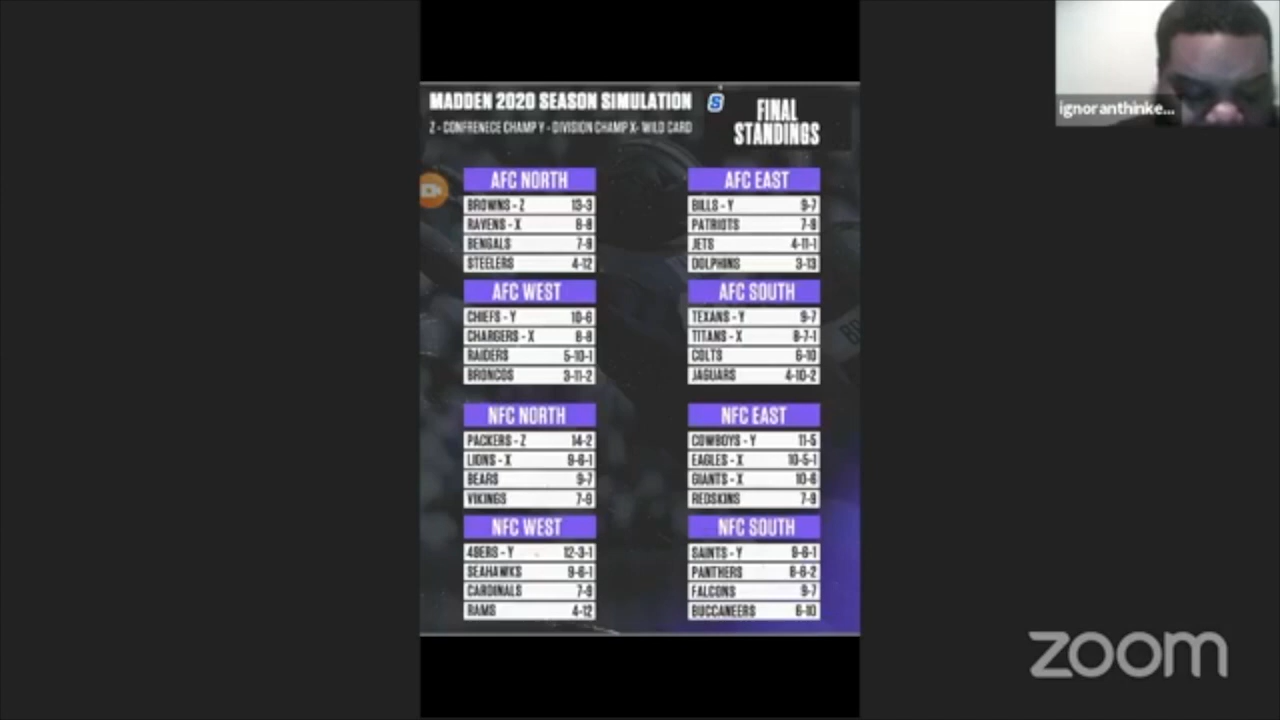 MADDEN 2020 SEASON SIMULATION
S
FINAL
STANDINGS
Z - CONFRENECE CHAMP Y - DIVISION CHAMP X- WILD CARD
ignoranthinke...
AFC NORTH
BROWNS - Z 13-3
RAVENS - X 8-8
BENGALS 7-9
STEELERS 4-12
AFC EAST
BILLS - Y 9-7
PATRIOTS 7-9
JETS 4-11-1
DOLPHINS 3-13
AFC WEST
CHIEFS - Y 10-6
CHARGERS - X 8-8
RAIDERS 5-10-1
BRONCOS 3-11-2
AFC SOUTH
TEXANS - Y 9-7
TITANS - X 8-7-1
COLTS 6-10
JAGUARS 4-10-2
NFC NORTH
PACKERS - Z 14-2
LIONS - X 9-6-1
BEARS 9-7
VIKINGS 7-9
NFC EAST
COWBOYS - Y 11-5
EAGLES - X 10-5-1
GIANTS - X 10-6
REDSKINS 7-9
NFC WEST
49ERS - Y 12-3-1
SEAHAWKS 9-6-1
CARDINALS 7-9
RAMS 4-12
NFC SOUTH
SAINTS - Y 9-6-1
PANTHERS 8-6-2
FALCONS 9-7
BUCCANEERS 6-10
zoom